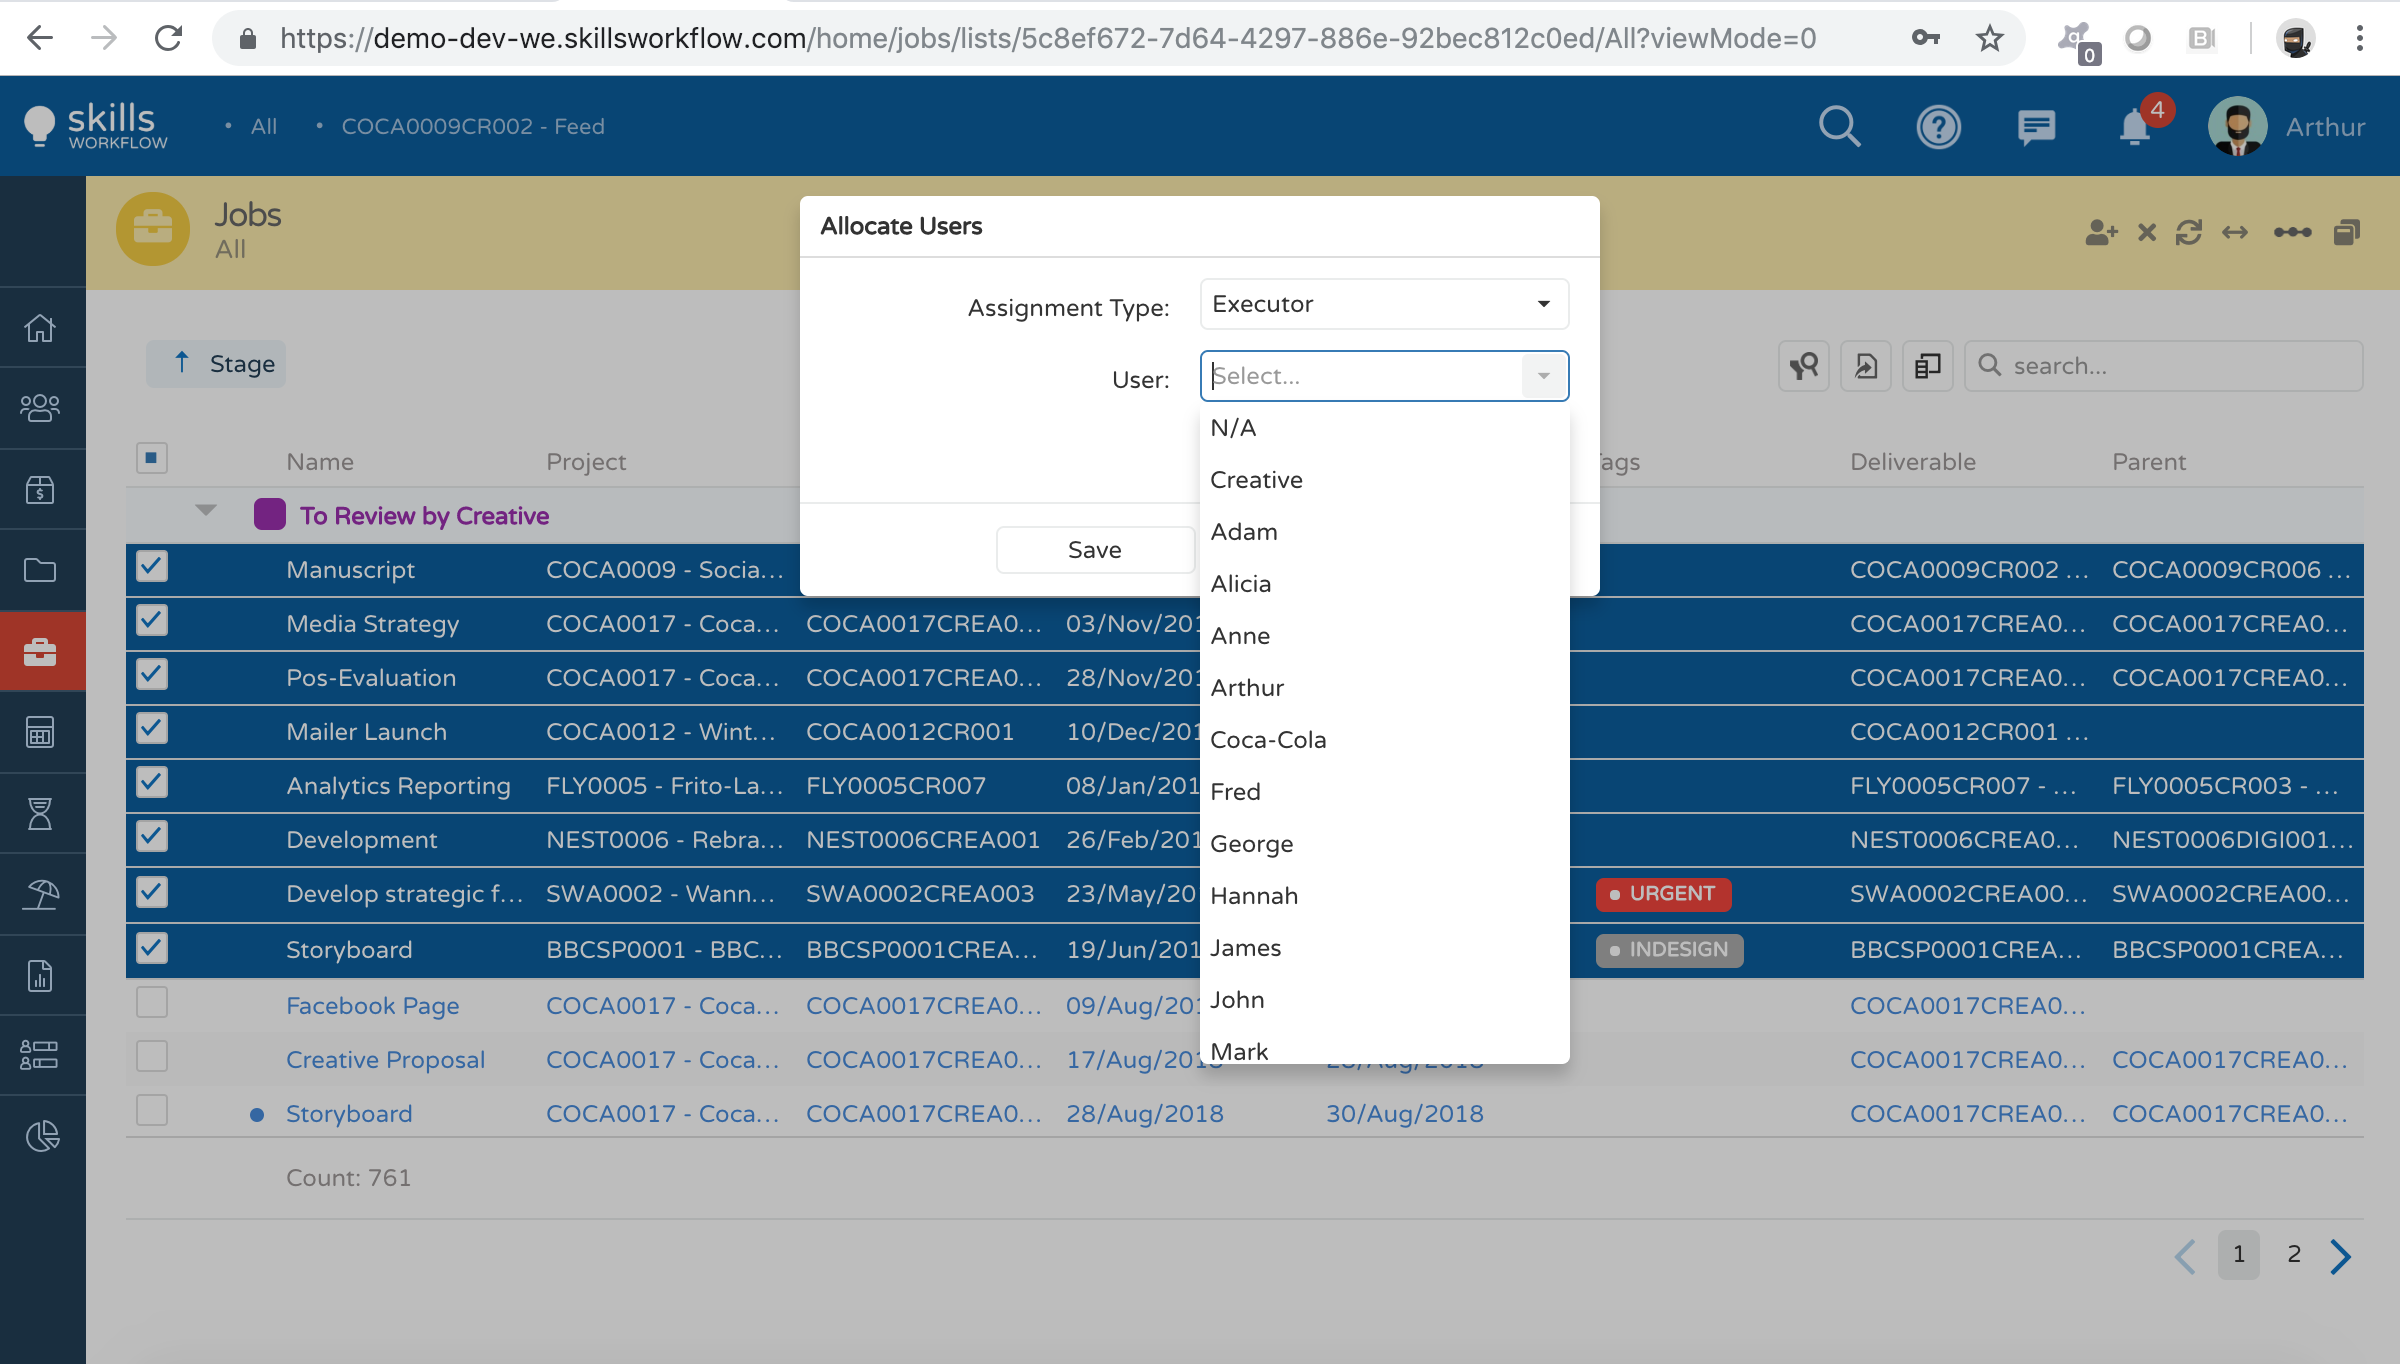 https://demo-dev-we.skillsworkflow.com/home/jobs/lists/5c8ef672-7d64-4297-886e-92bec812c0ed/All?viewMode=0
0
skills
WORKFLOW
• All • COCA0009CR002 - Feed
4
Arthur
Jobs
All
Allocate Users
Assignment Type: Executor
User: Select...
Stage
search...
N/A
Creative
Adam
Alicia
Anne
Arthur
Coca-Cola
Fred
George
Hannah
James
John
Mark
Save
Name Project Deliverable Parent
To Review by Creative
Manuscript COCA0009 - Socia... COCA0009CR002 ... COCA0009CR006 ...
Media Strategy COCA0017 - Coca... COCA0017CREA0... 03/Nov/201 COCA0017CREA0... COCA0017CREA0...
Pos-Evaluation COCA0017 - Coca... COCA0017CREA0... 28/Nov/201 COCA0017CREA0... COCA0017CREA0...
Mailer Launch COCA0012 - Wint... COCA0012CR001 10/Dec/201 COCA0012CR001 ...
Analytics Reporting FLY0005 - Frito-La... FLY0005CR007 08/Jan/201 FLY0005CR007 - ... FLY0005CR003 - ...
Development NEST0006 - Rebra... NEST0006CREA001 26/Feb/201 NEST0006CREA0... NEST0006DIGI001...
Develop strategic f... SWA0002 - Wann... SWA0002CREA003 23/May/20 URGENT SWA0002CREA00... SWA0002CREA00...
Storyboard BBCSP0001 - BBC... BBCSP0001CREA... 19/Jun/201 INDESIGN BBCSP0001CREA... BBCSP0001CREA...
Facebook Page COCA0017 - Coca... COCA0017CREA0... 09/Aug/201 COCA0017CREA0...
Creative Proposal COCA0017 - Coca... COCA0017CREA0... 17/Aug/2018 COCA0017CREA0... COCA0017CREA0...
Storyboard COCA0017 - Coca... COCA0017CREA0... 28/Aug/2018 30/Aug/2018 COCA0017CREA0... COCA0017CREA0...
Count: 761
1 2